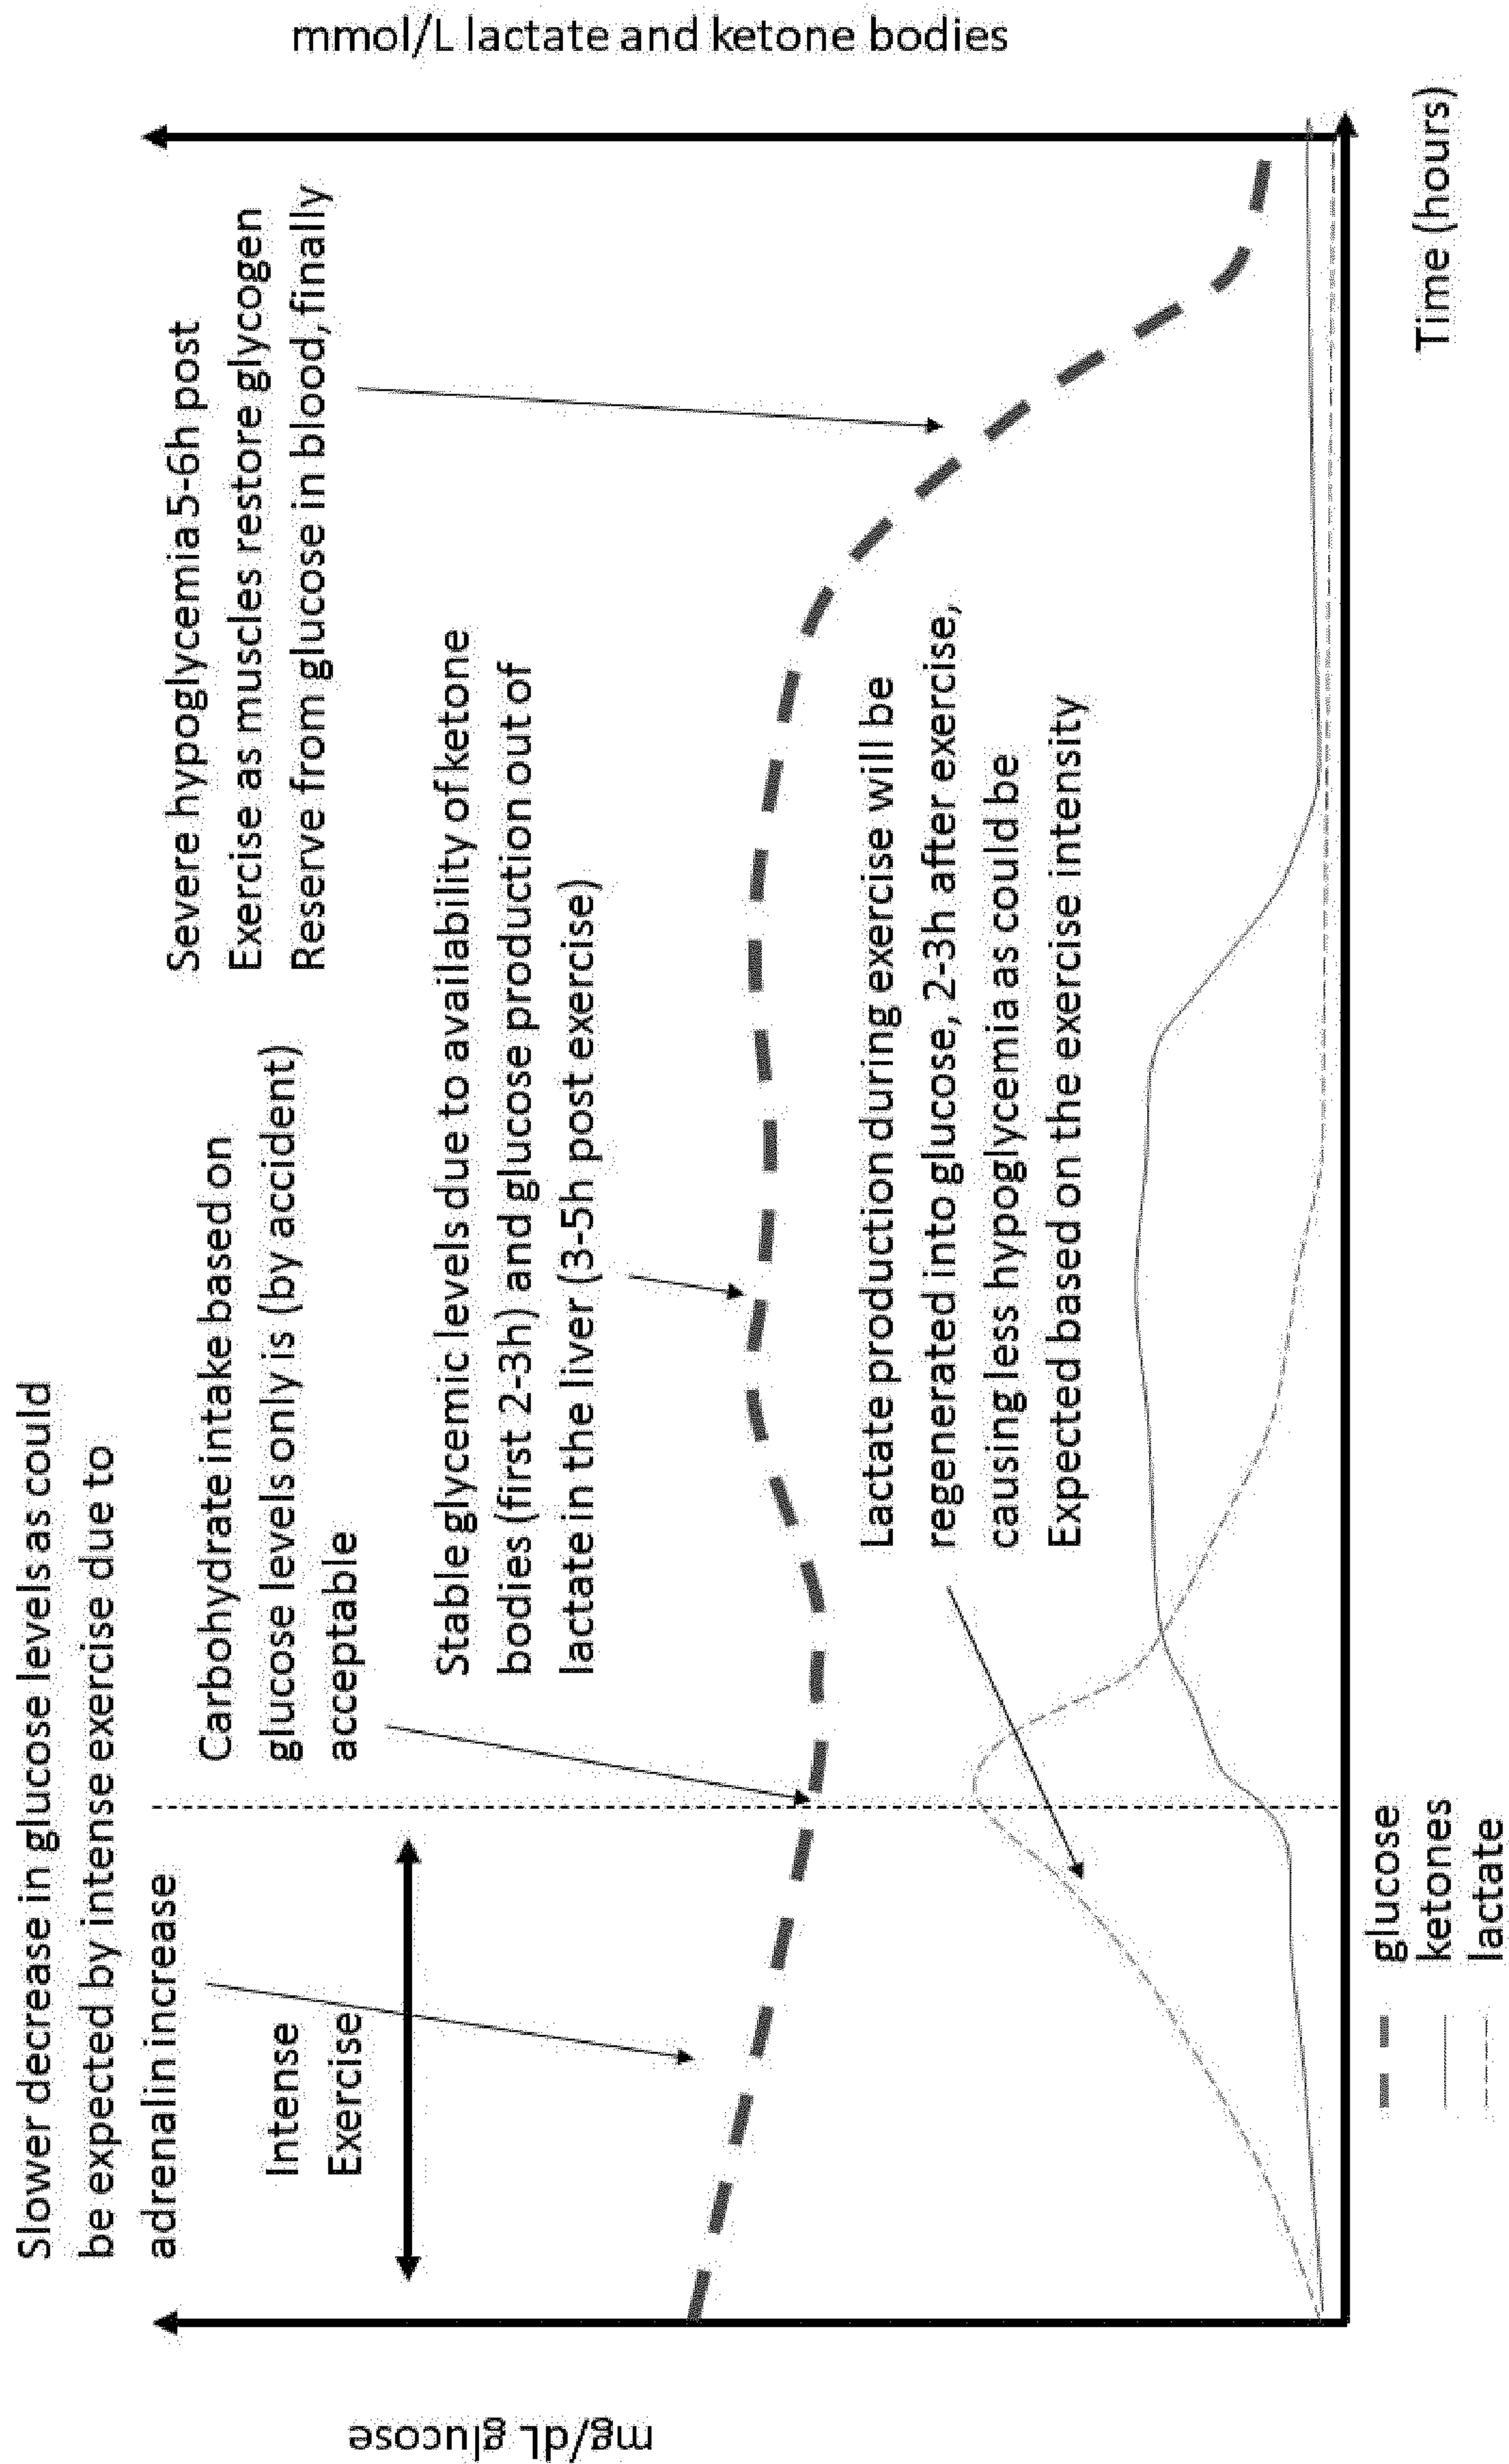 Slower decrease in glucose levels as could
be expected by intense exercise due to
adrenalin increase
Intense
Exercise
Carbohydrate intake based on
glucose levels only is (by accident)
acceptable
Severe hypoglycemia 5-6h post
Exercise as muscles restore glycogen
Reserve from glucose in blood, finally
Stable glycemic levels due to availability of ketone
bodies (first 2-3h) and glucose production out of
lactate in the liver (3-5h post exercise)
Lactate production during exercise will be
regenerated into glucose, 2-3h after exercise,
causing less hypoglycemia as could be
Expected based on the exercise intensity
mg/dL glucose
mmol/L lactate and ketone bodies
Time (hours)
glucose
ketones
lactate